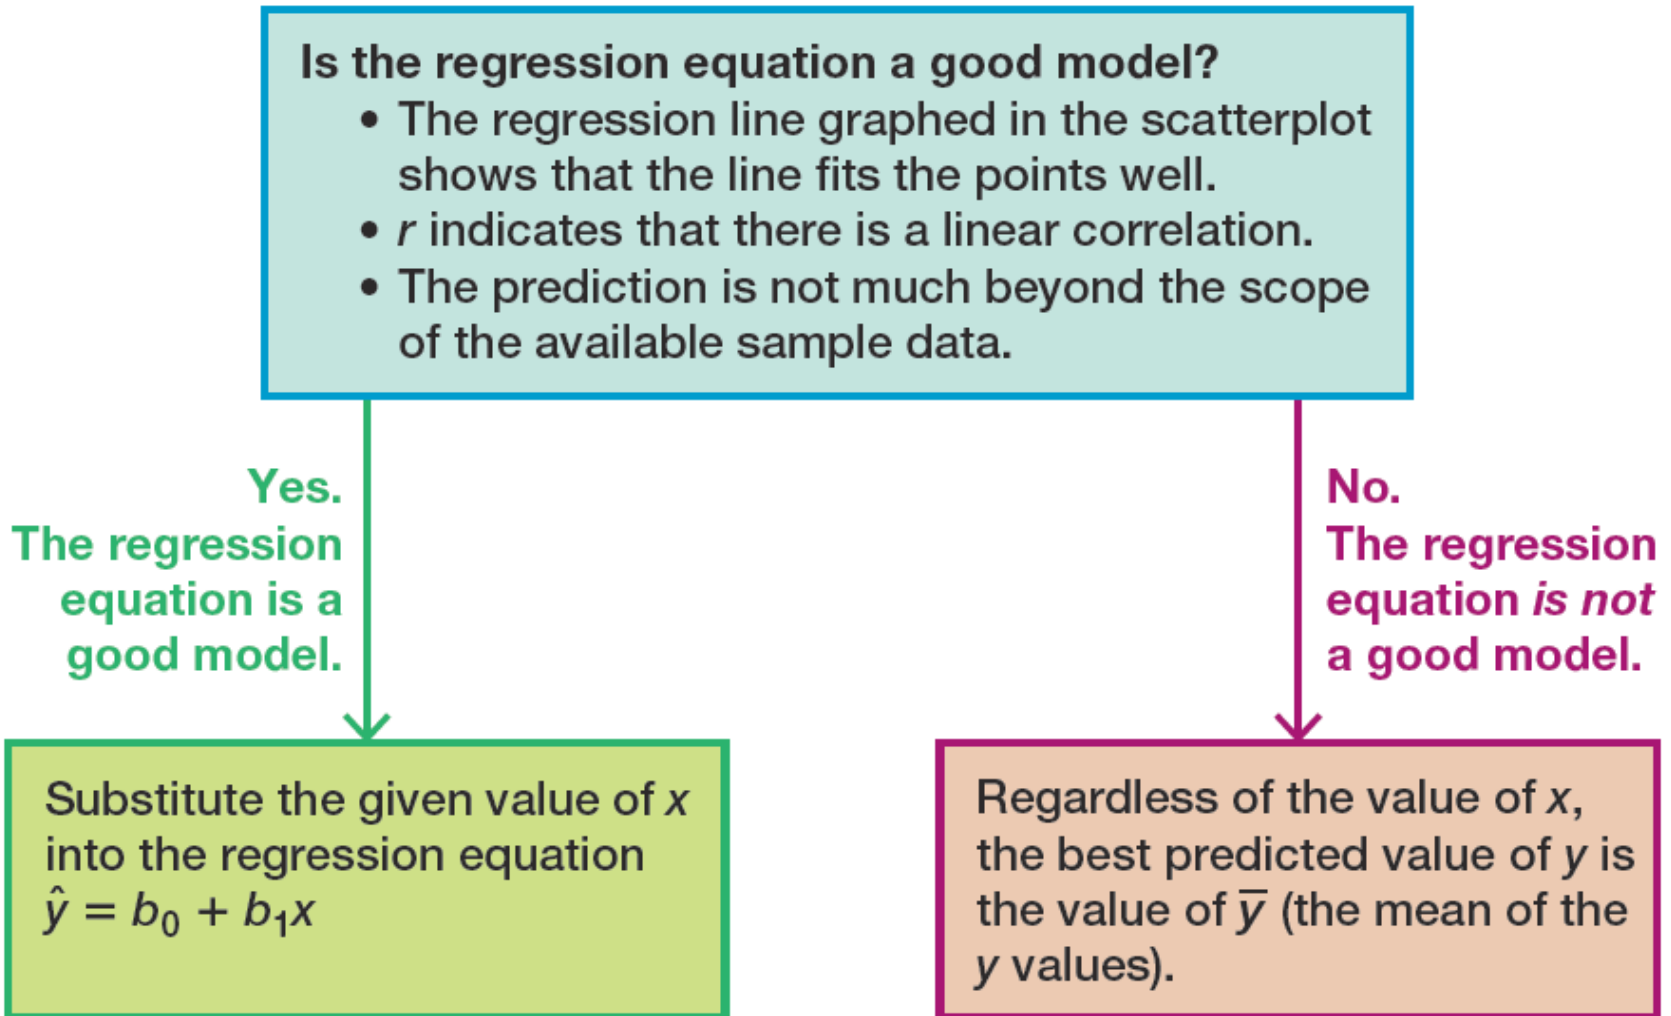 Is the regression equation a good model?
• The regression line graphed in the scatterplot
shows that the line fits the points well.
• r indicates that there is a linear correlation.
• The prediction is not much beyond the scope
of the available sample data.
Yes.
The regression
equation is a
good model.
No.
The regression
equation is not
a good model.
Substitute the given value of x
into the regression equation
ŷ = b₀ + b₁x
Regardless of the value of x,
the best predicted value of y is
the value of y̅ (the mean of the
y values).